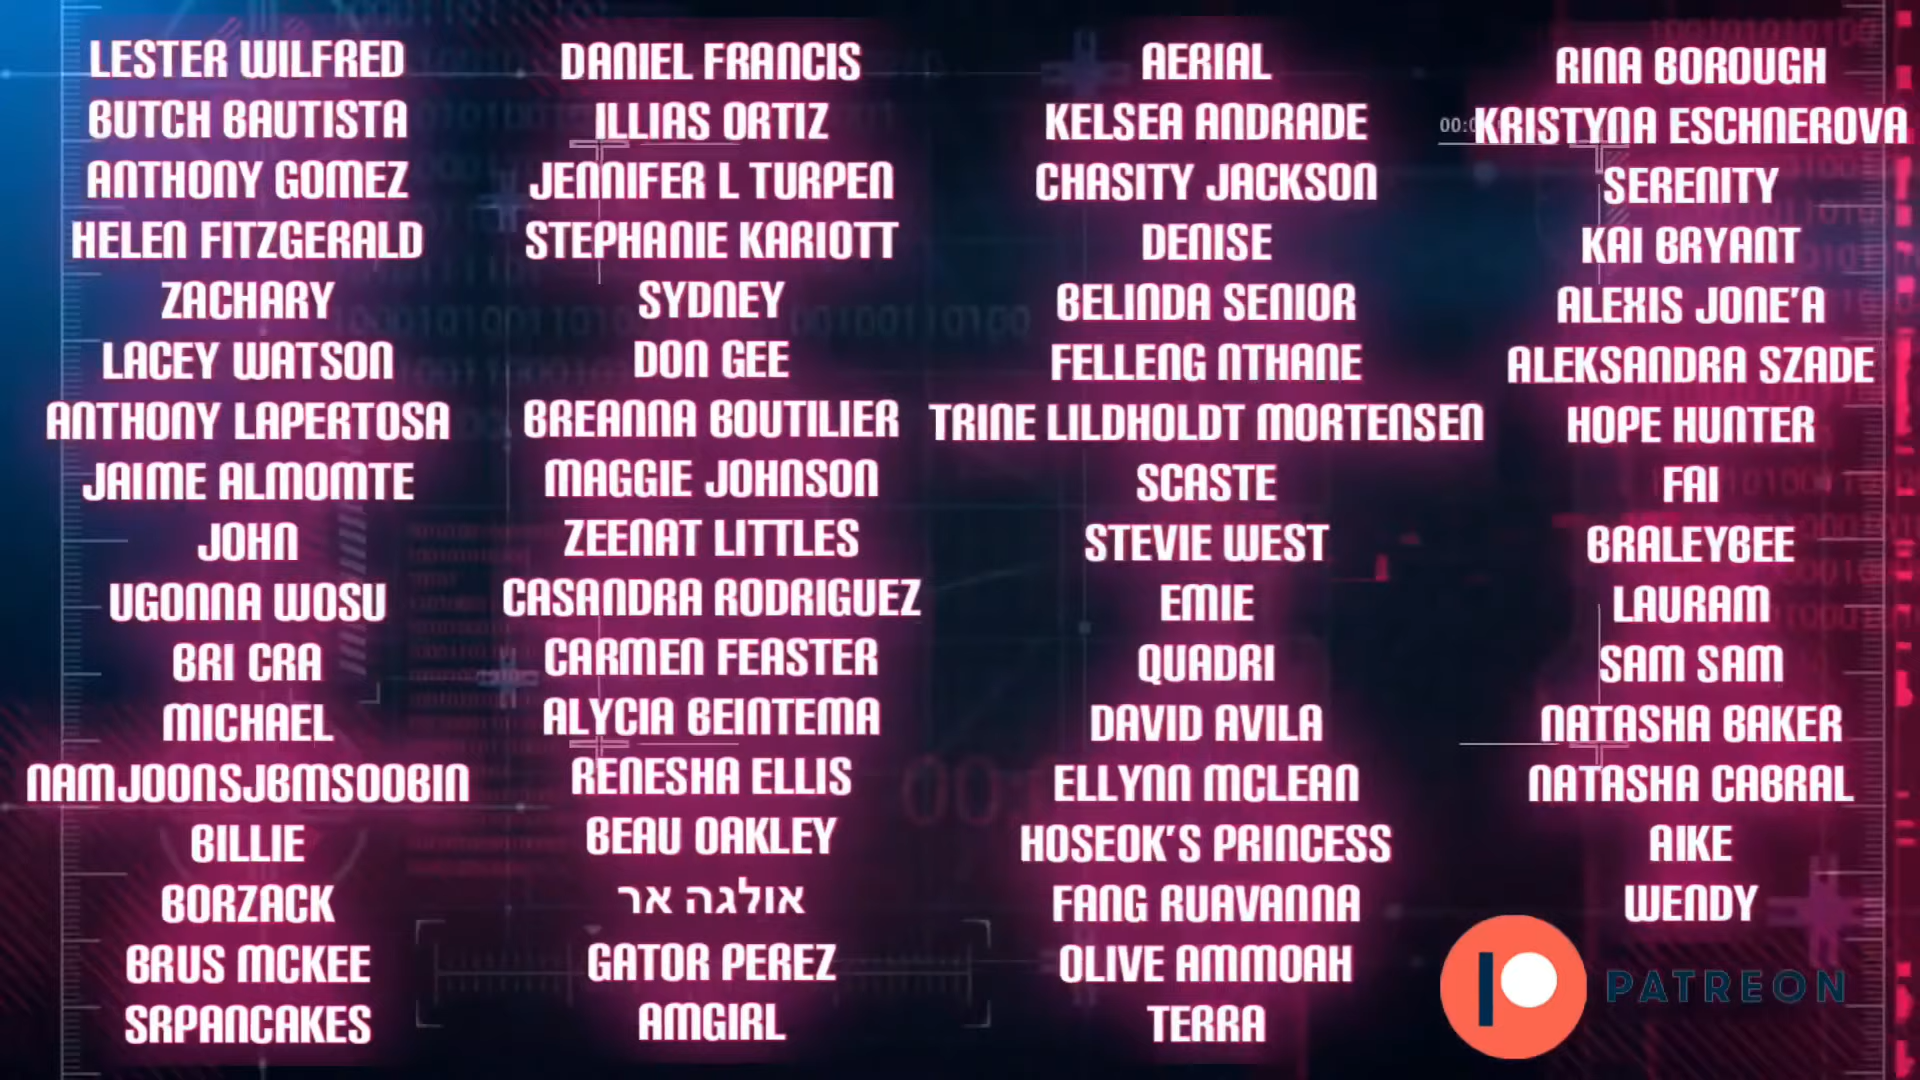 LESTER WILFRED
BUTCH BAUTISTA
ANTHONY GOMEZ
HELEN FITZGERALD
ZACHARY
LACEY WATSON
ANTHONY LAPERTOSA
JAIME ALMOMTE
JOHN
UGONNA WOSU
BRI CRA
MICHAEL
NAMJOONSJBMSOOBIN
BILLIE
BORZACK
BRUS MCKEE
SRPANCAKES
DANIEL FRANCIS
ILLIAS ORTIZ
JENNIFER L TURPEN
STEPHANIE KARIOTT
SYDNEY
DON GEE
BREANNA BOUTILIER
MAGGIE JOHNSON
ZEENAT LITTLES
CASANDRA RODRIGUEZ
CARMEN FEASTER
ALYCIA BEINTEMA
RENESHA ELLIS
BEAU OAKLEY
אולגה אר
GATOR PEREZ
AMGIRL
AERIAL
KELSEA ANDRADE
CHASITY JACKSON
DENISE
BELINDA SENIOR
FELLENG NTHANE
TRINE LILDHOLDT MORTENSEN
SCASTE
STEVIE WEST
EMIE
QUADRI
DAVID AVILA
ELLYNN MCLEAN
HOSEOK'S PRINCESS
FANG RUAVANNA
OLIVE AMMOAH
TERRA
RINA BOROUGH
KRISTYNA ESCHNEROVA
SERENITY
KAI BRYANT
ALEXIS JONE'A
ALEKSANDRA SZADE
HOPE HUNTER
FAI
BRALEYBEE
LAURAM
SAM SAM
NATASHA BAKER
NATASHA CABRAL
AIKE
WENDY
PATREON